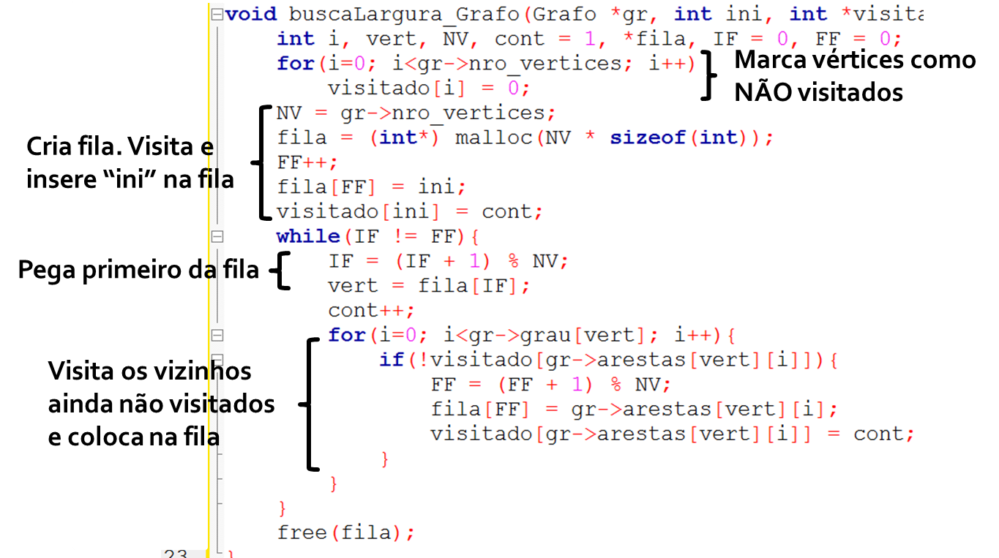 void buscaLargura_Grafo(Grafo *gr, int ini, int
int i, vert, NV, cont = 1, *fila, IF = 0, FF = 0;
for(i=0; i<gr->nro_vertices; i++)
visitado[i] = 0;
Marca vértices como
NÃO visitados
NV = gr->nro_vertices;
fila = (int*) malloc(NV * sizeof(int));
FF++;
fila[FF] = ini;
visitado[ini] = cont;
Cria fila. Visita e
insere “ini” na fila
while(IF != FF){
IF = (IF + 1) % NV;
vert = fila[IF];
Pega primeiro da fila
cont++;
for(i=0; i<gr->grau[vert]; i++){
if(!visitado[gr->arestas[vert][i]]){
FF = (FF + 1) % NV;
fila[FF] = gr->arestas[vert][i];
visitado[gr->arestas[vert][i]] = cont;
}
Visita os vizinhos
ainda não visitados
e coloca na fila
}
}
free(fila);
23 }